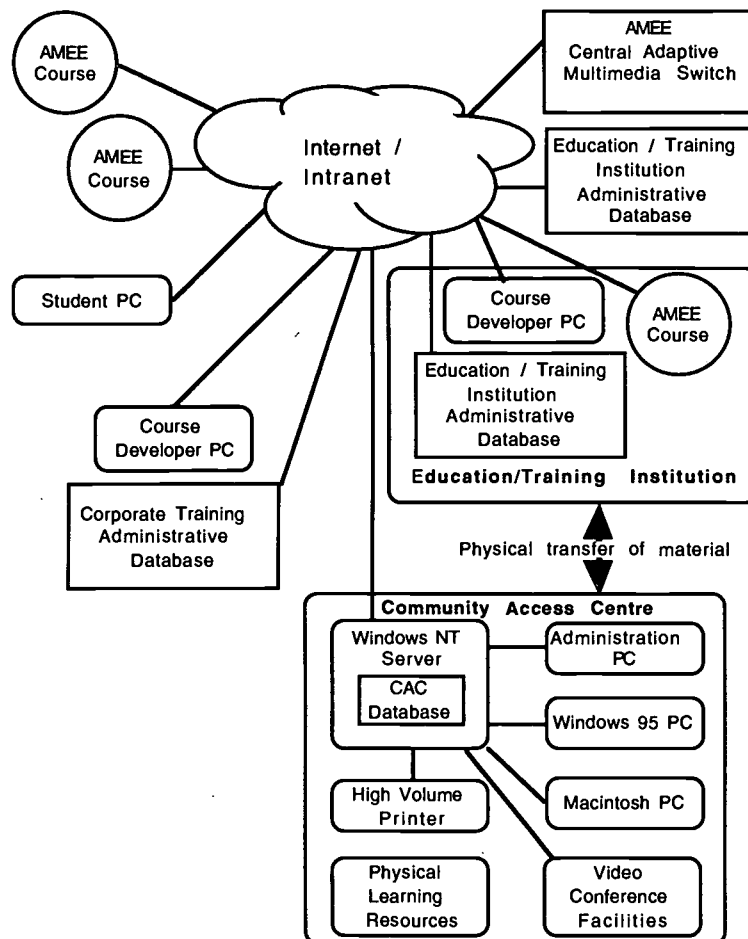 AMEE
Course
AMEE
Central Adaptive
Multimedia Switch
AMEE
Course
Internet /
Intranet
Education / Training
Institution
Administrative
Database
Student PC
Course
Developer PC
AMEE
Course
Education / Training
Institution
Administrative
Database
Education/Training Institution
Course
Developer PC
Corporate Training
Administrative
Database
Physical transfer of material
Community Access Centre
Windows NT
Server
CAC
Database
Administration
PC
Windows 95 PC
High Volume
Printer
Macintosh PC
Physical
Learning
Resources
Video
Conference
Facilities